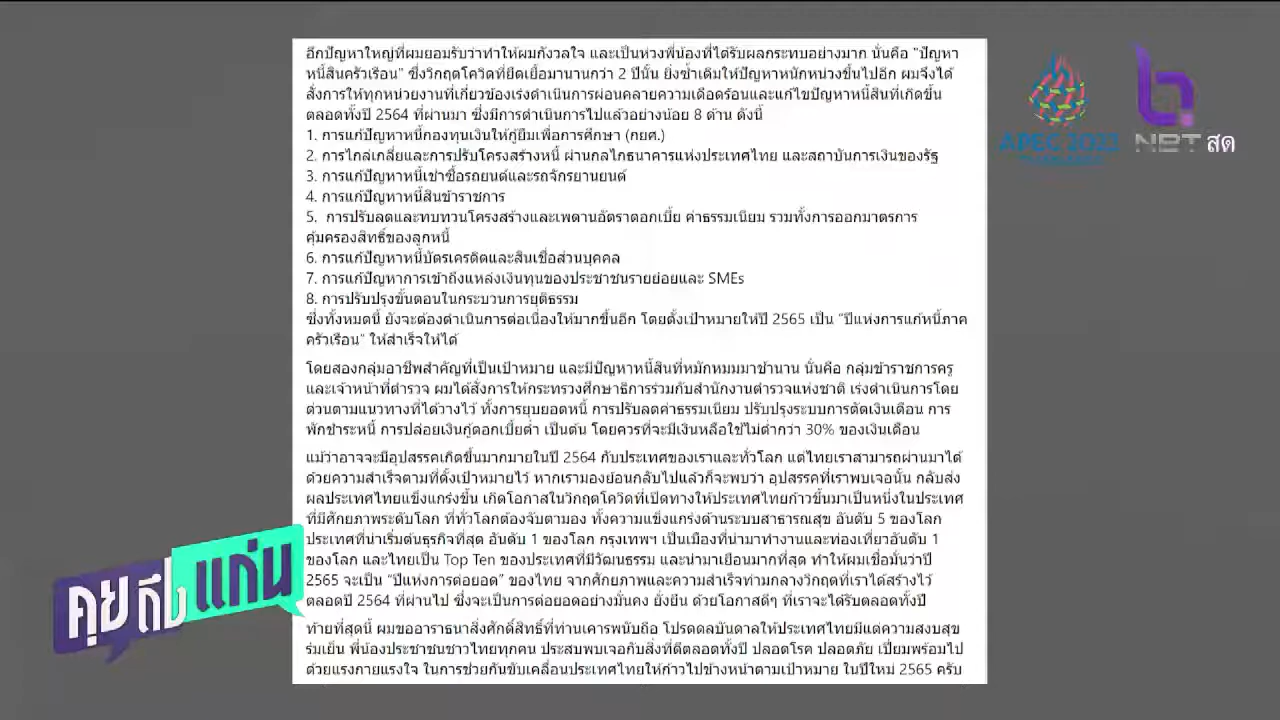 อีกปัญหาใหญ่ที่ผมยอมรับว่าทำให้ผมกังวลใจ และเป็นห่วงพี่น้องที่ได้รับผลกระทบอย่างมาก นั่นคือ "ปัญหา
หนี้สินครัวเรือน" ซึ่งวิกฤตโควิดที่ยืดเยื้อมานานกว่า 2 ปีนั้น ยิ่งซ้ำเติมให้ปัญหาหนักหน่วงขึ้นไปอีก ผมจึงได้
สั่งการให้ทุกหน่วยงานที่เกี่ยวข้องเร่งดำเนินการผ่อนคลายความเดือดร้อนและแก้ไขปัญหาหนี้สินที่เกิดขึ้น
ตลอดทั้งปี 2564 ที่ผ่านมา ซึ่งมีการดำเนินการไปแล้วอย่างน้อย 8 ด้าน ดังนี้
1. การแก้ปัญหาหนี้กองทุนเงินให้กู้ยืมเพื่อการศึกษา (กยศ.)
2. การไกล่เกลี่ยและการปรับโครงสร้างหนี้ ผ่านกลไกธนาคารแห่งประเทศไทย และสถาบันการเงินของรัฐ
3. การแก้ปัญหาหนี้เช่าซื้อรถยนต์และรถจักรยานยนต์
4. การแก้ปัญหาหนี้สินข้าราชการ
5. การปรับลดและทบทวนโครงสร้างและเพดานอัตราดอกเบี้ย ค่าธรรมเนียม รวมทั้งการออกมาตรการ
คุ้มครองสิทธิ์ของลูกหนี้
6. การแก้ปัญหาหนี้บัตรเครดิตและสินเชื่อส่วนบุคคล
7. การแก้ปัญหาการเข้าถึงแหล่งเงินทุนของประชาชนรายย่อยและ SMEs
8. การปรับปรุงขั้นตอนในกระบวนการยุติธรรม
ซึ่งทั้งหมดนี้ ยังจะต้องดำเนินการต่อเนื่องให้มากขึ้นอีก โดยตั้งเป้าหมายให้ปี 2565 เป็น "ปีแห่งการแก้หนี้ภาค
ครัวเรือน" ให้สำเร็จให้ได้
โดยสองกลุ่มอาชีพสำคัญที่เป็นเป้าหมาย และมีปัญหาหนี้สินที่หมักหมมมาช้านาน นั่นคือ กลุ่มข้าราชการครู
และเจ้าหน้าที่ตำรวจ ผมได้สั่งการให้กระทรวงศึกษาธิการร่วมกับสำนักงานตำรวจแห่งชาติ เร่งดำเนินการโดย
ด่วนตามแนวทางที่ได้วางไว้ ทั้งการยุบยอดหนี้ การปรับลดค่าธรรมเนียม ปรับปรุงระบบการตัดเงินเดือน การ
พักชำระหนี้ การปล่อยเงินกู้ดอกเบี้ยต่ำ เป็นต้น โดยควรที่จะมีเงินหลือใช้ไม่ต่ำกว่า 30% ของเงินเดือน
แม้ว่าอาจจะมีอุปสรรคเกิดขึ้นมากมายในปี 2564 กับประเทศของเราและทั่วโลก แต่ไทยเราสามารถผ่านมาได้
ด้วยความสำเร็จตามที่ตั้งเป้าหมายไว้ หากเรามองย้อนกลับไปแล้วก็จะพบว่า อุปสรรคที่เราพบเจอนั้น กลับส่ง
ผลประเทศไทยแข็งแกร่งขึ้น เกิดโอกาสในวิกฤตโควิดที่เปิดทางให้ประเทศไทยก้าวขึ้นมาเป็นหนึ่งในประเทศ
ที่มีศักยภาพระดับโลก ที่ทั่วโลกต้องจับตามอง ทั้งความแข็งแกร่งด้านระบบสาธารณสุข อันดับ 5 ของโลก
ประเทศที่น่าเริ่มต้นธุรกิจที่สุด อันดับ 1 ของโลก กรุงเทพฯ เป็นเมืองที่น่ามาทำงานและท่องเที่ยวอันดับ 1
ของโลก และไทยเป็น Top Ten ของประเทศที่มีวัฒนธรรม และน่ามาเยือนมากที่สุด ทำให้ผมเชื่อมั่นว่าปี
2565 จะเป็น "ปีแห่งการต่อยอด" ของไทย จากศักยภาพและความสำเร็จท่ามกลางวิกฤตที่เราได้สร้างไว้
ตลอดปี 2564 ที่ผ่านไป ซึ่งจะเป็นการต่อยอดอย่างมั่นคง ยั่งยืน ด้วยโอกาสดีๆ ที่เราจะได้รับตลอดทั้งปี
ท้ายที่สุดนี้ ผมขออาราธนาสิ่งศักดิ์สิทธิ์ที่ท่านเคารพนับถือ โปรดดลบันดาลให้ประเทศไทยมีแต่ความสงบสุข
ร่มเย็น พี่น้องประชาชนชาวไทยทุกคน ประสบพบเจอกับสิ่งที่ดีตลอดทั้งปี ปลอดโรค ปลอดภัย เปี่ยมพร้อมไป
ด้วยแรงกายแรงใจ ในการช่วยกันขับเคลื่อนประเทศไทยให้ก้าวไปข้างหน้าตามเป้าหมาย ในปีใหม่ 2565 ครับ
APEC 2022
THAILAND
NBT สด
คุยถึงแก่น